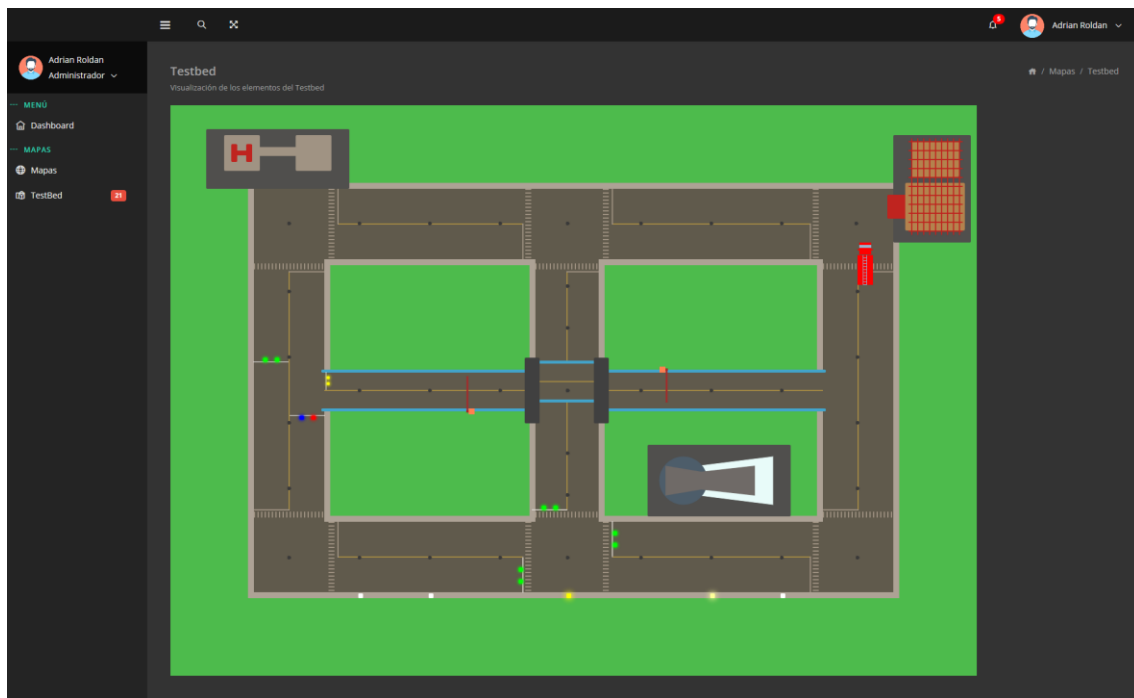 5
Adrian Roldan
Adrian Roldan
Administrador
MENÚ
Dashboard
MAPAS
Mapas
TestBed 21
Testbed
/ Mapas / Testbed
Visualización de los elementos del Testbed
H